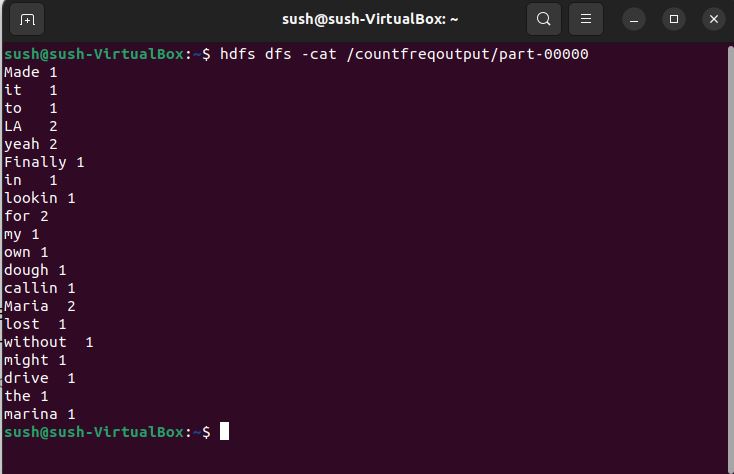 sush@sush-VirtualBox: ~
sush@sush-VirtualBox:~$ hdfs dfs -cat /countfreqoutput/part-00000
Made 1
it   1
to   1
LA   2
yeah 2
Finally 1
in   1
lookin 1
for 2
my 1
own 1
dough 1
callin 1
Maria  2
lost  1
without  1
might 1
drive  1
the 1
marina 1
sush@sush-VirtualBox:~$